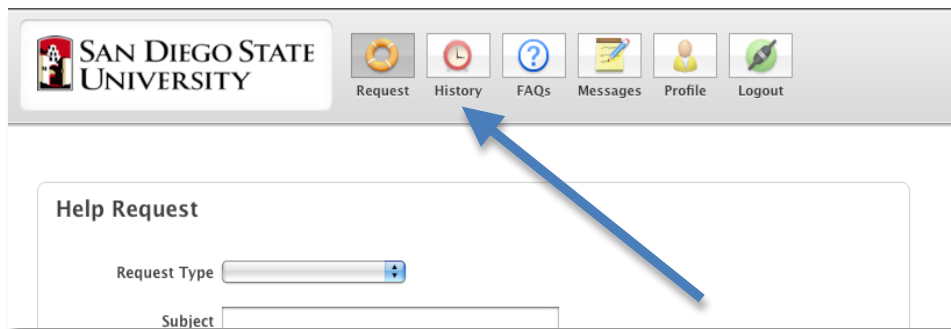 SAN DIEGO STATE
UNIVERSITY
Request History FAQs Messages Profile Logout
Help Request
Request Type
Subject